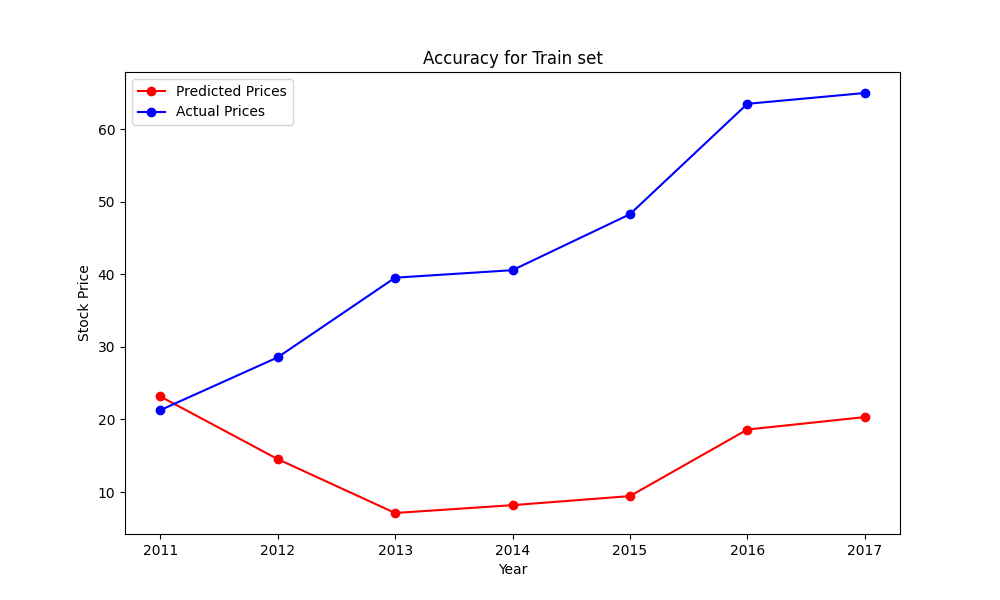 Accuracy for Train set
Predicted Prices
Actual Prices
60
50
40
30
20
10
Stock Price
2011 2012 2013 2014 2015 2016 2017
Year